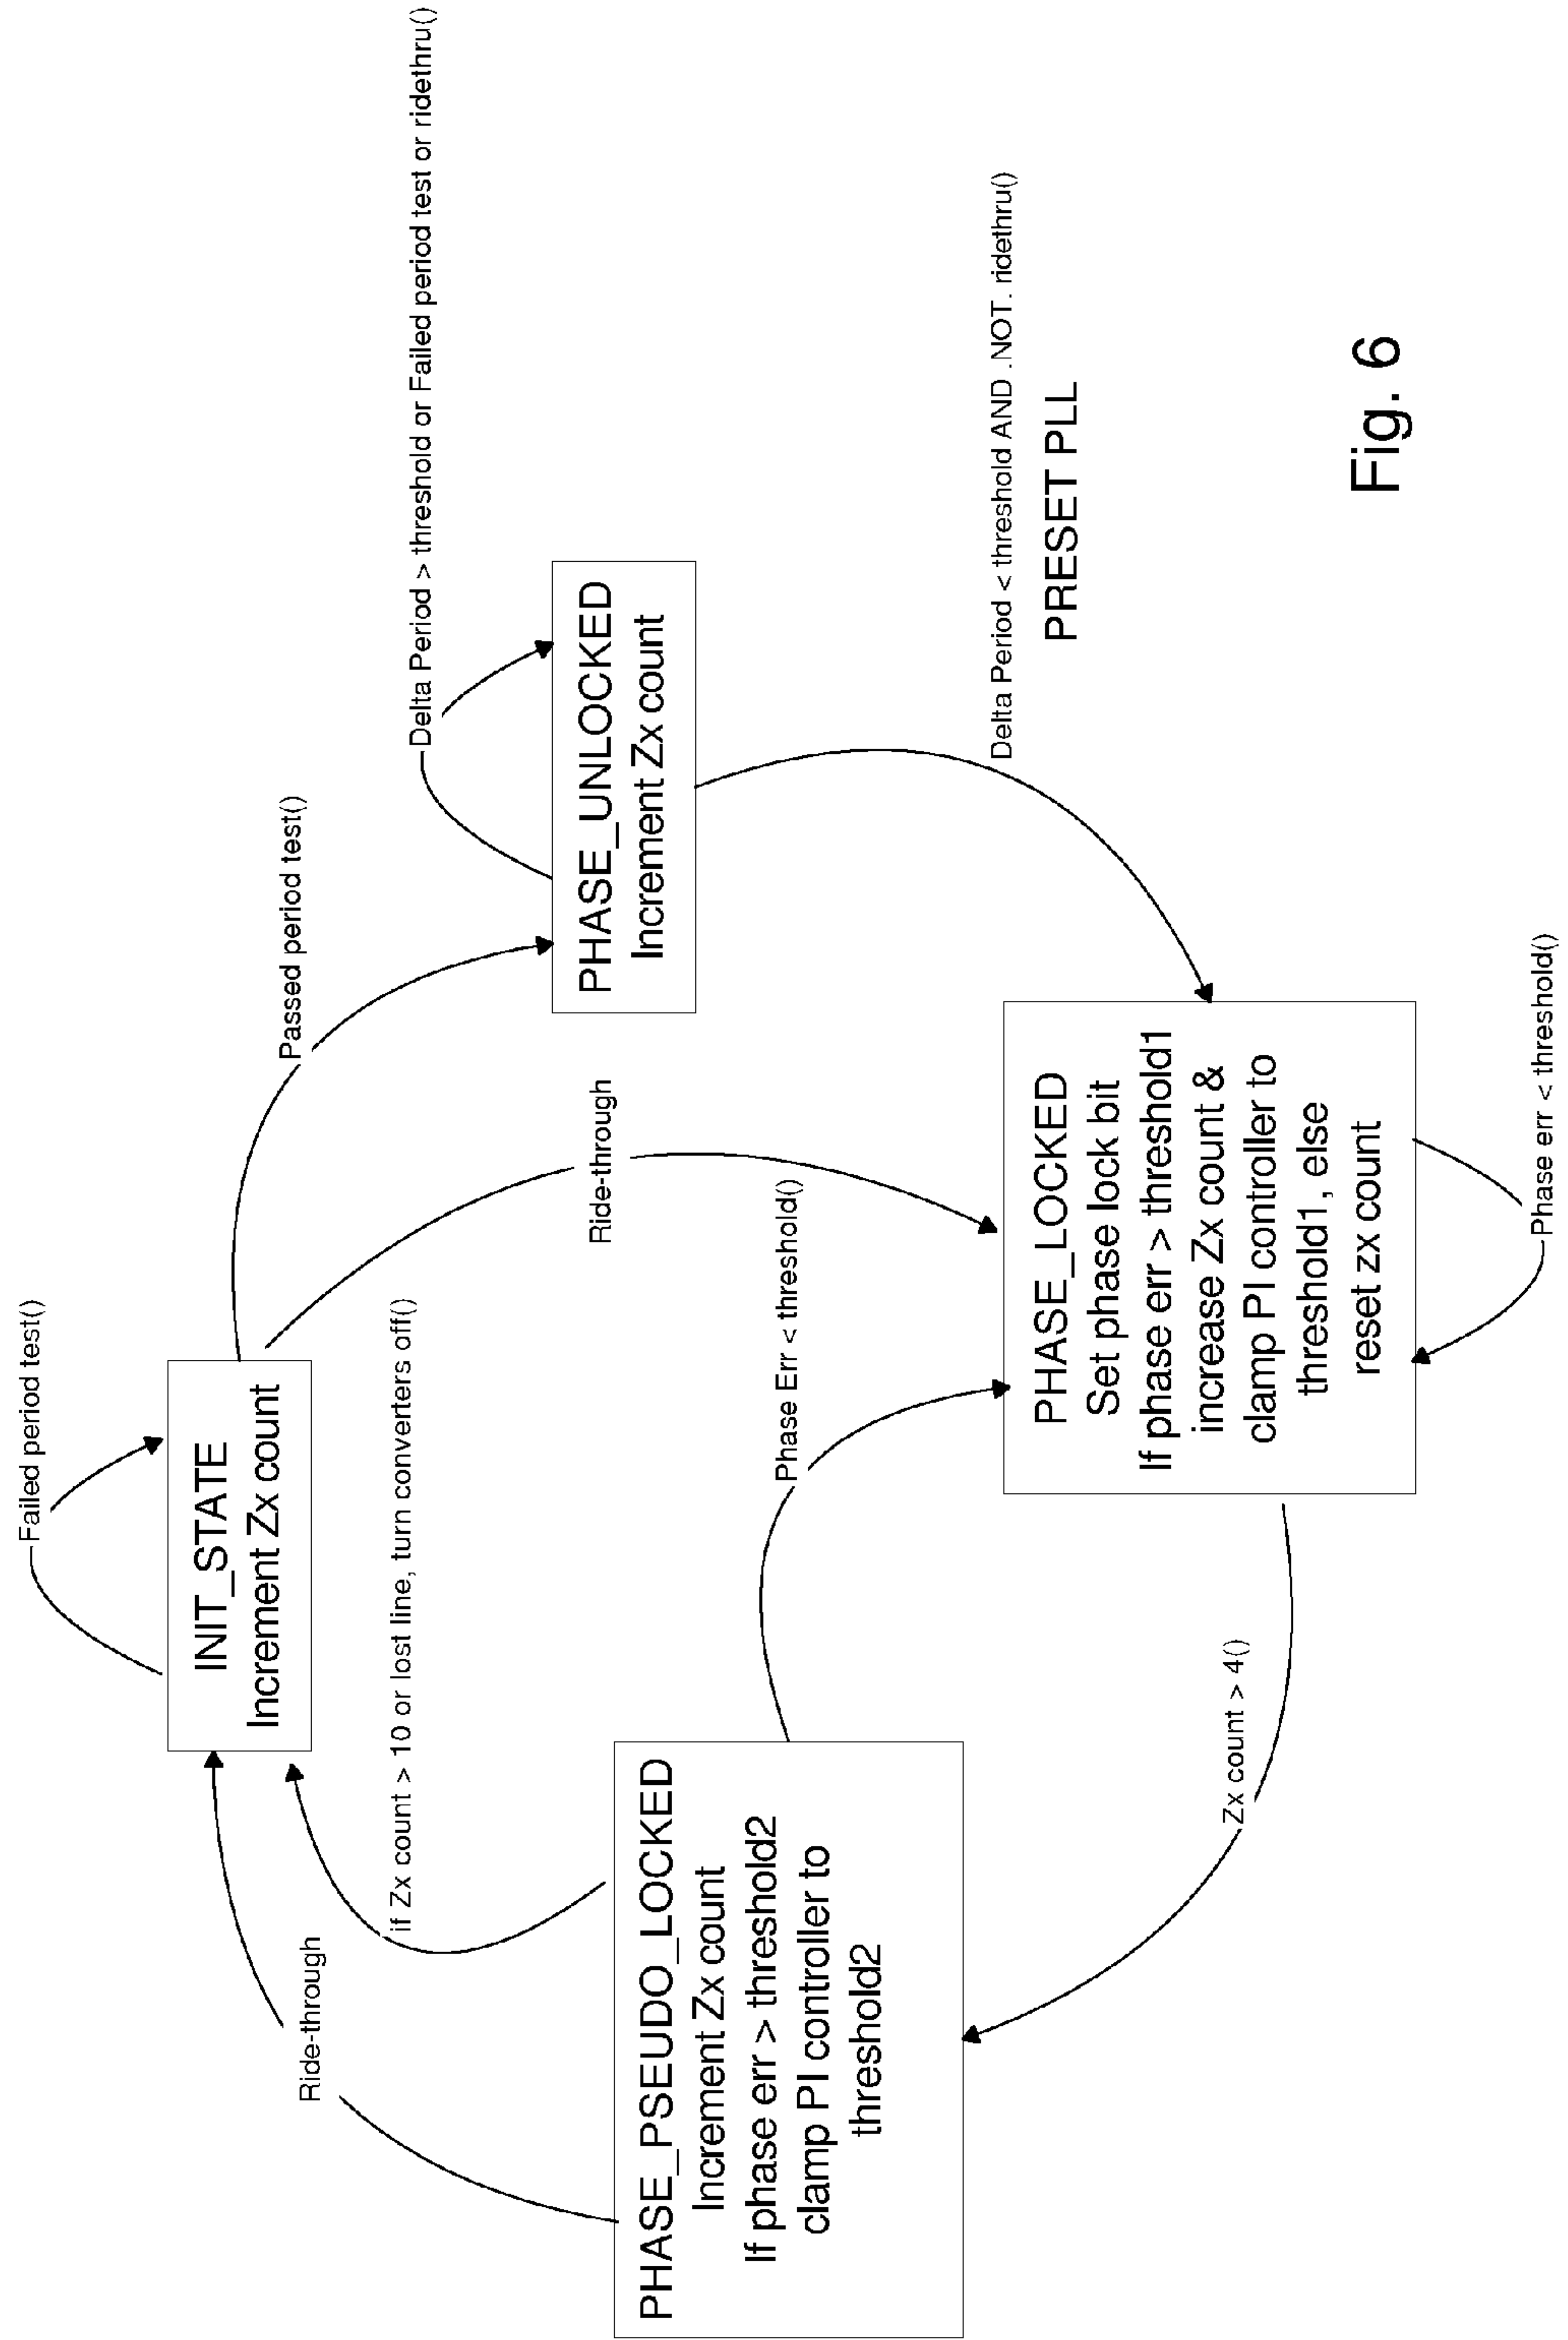 Failed period test()
INIT_STATE
Increment Zx count
Passed period test()
Ride-through
if Zx count > 10 or lost line, turn converters off()
Delta Period > threshold or Failed period test or ridethru()
PHASE_UNLOCKED
Increment Zx count
Ride-through
PHASE_PSEUDO_LOCKED
Increment Zx count
If phase err > threshold2
clamp PI controller to
threshold2
Phase Err < threshold()
Delta Period < threshold AND .NOT. ridethru()
PRESET PLL
PHASE_LOCKED
Set phase lock bit
If phase err > threshold1
increase Zx count &
clamp PI controller to
threshold1, else
reset zx count
Zx count > 4()
Phase err < threshold()
Fig. 6